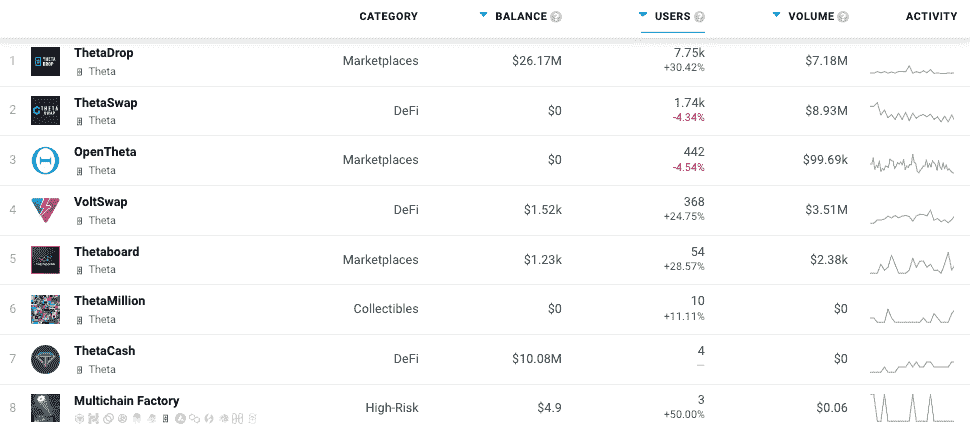 CATEGORY BALANCE USERS VOLUME ACTIVITY
1 ThetaDrop Marketplaces $26.17M 7.75k $7.18M
Theta +30.42%
2 ThetaSwap DeFi $0 1.74k $8.93M
Theta -4.34%
3 OpenTheta Marketplaces $0 442 $99.69k
Theta -4.54%
4 VoltSwap DeFi $1.52k 368 $3.51M
Theta +24.75%
5 Thetaboard Marketplaces $1.23k 54 $2.38k
Theta +28.57%
6 ThetaMillion Collectibles $0 10 $0
Theta +11.11%
7 ThetaCash DeFi $10.08M 4 $0
Theta —
8 Multichain Factory High-Risk $4.9 3 $0.06
+50.00%